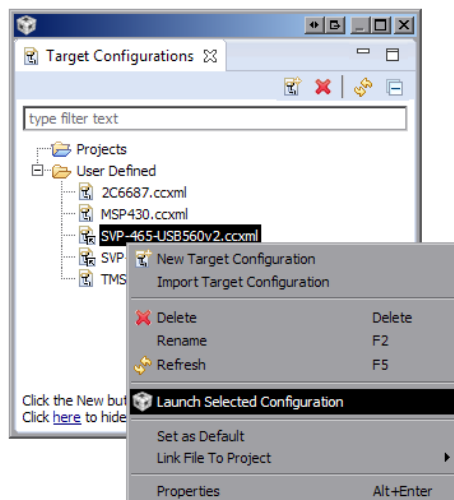 Target Configurations
type filter text
Projects
User Defined
2C6687.ccxml
MSP430.ccxml
SVP-465-USB560v2.ccxml
SVP
TMS
New Target Configuration
Import Target Configuration
Delete Delete
Rename F2
Refresh F5
Launch Selected Configuration
Set as Default
Link File To Project
Properties Alt+Enter
Click the New but
Click here to hide